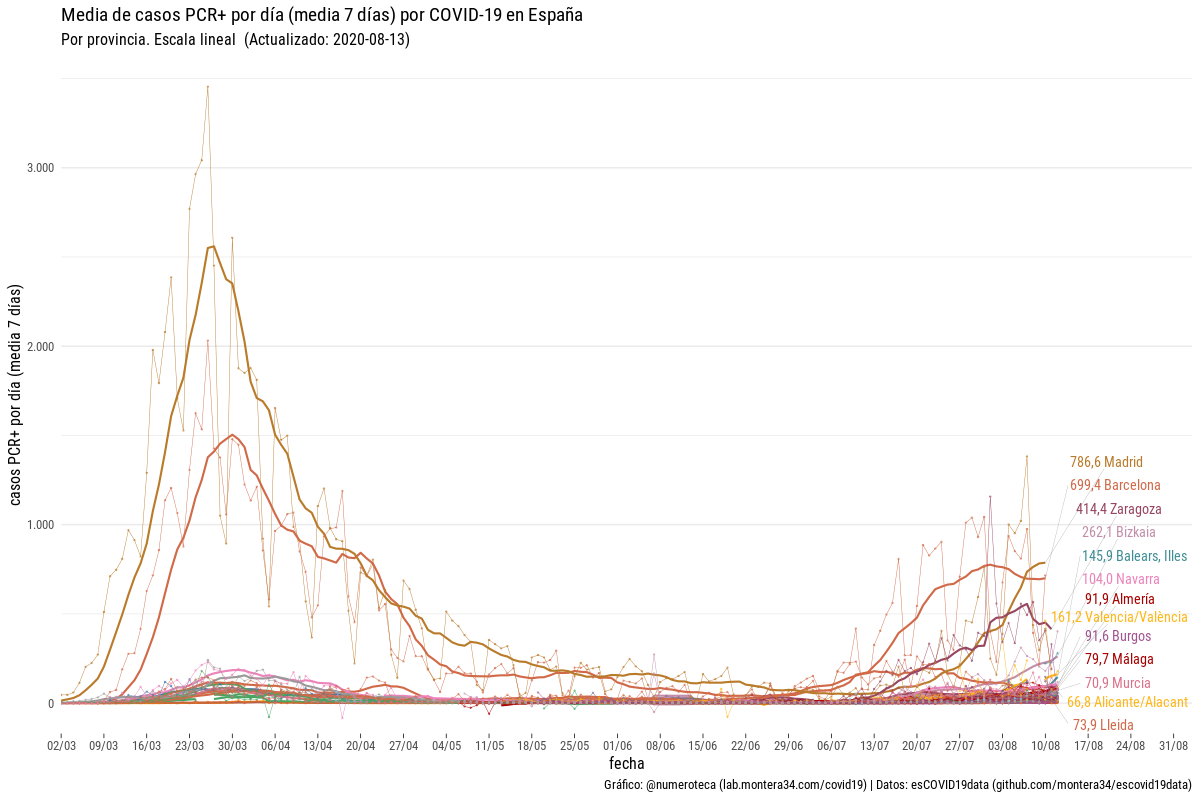 Media de casos PCR+ por día (media 7 días) por COVID-19 en España
Por provincia. Escala lineal  (Actualizado: 2020-08-13)
casos PCR+ por día (media 7 días)
3.000
2.000
1.000
0
786,6 Madrid
699,4 Barcelona
414,4 Zaragoza
262,1 Bizkaia
145,9 Balears, Illes
104,0 Navarra
91,9 Almería
161,2 Valencia/València
91,6 Burgos
79,7 Málaga
70,9 Murcia
66,8 Alicante/Alacant
73,9 Lleida
02/03 09/03 16/03 23/03 30/03 06/04 13/04 20/04 27/04 04/05 11/05 18/05 25/05 01/06 08/06 15/06 22/06 29/06 06/07 13/07 20/07 27/07 03/08 10/08 17/08 24/08 31/08
fecha
Gráfico: @numeroteca (lab.montera34.com/covid19) | Datos: esCOVID19data (github.com/montera34/escovid19data)